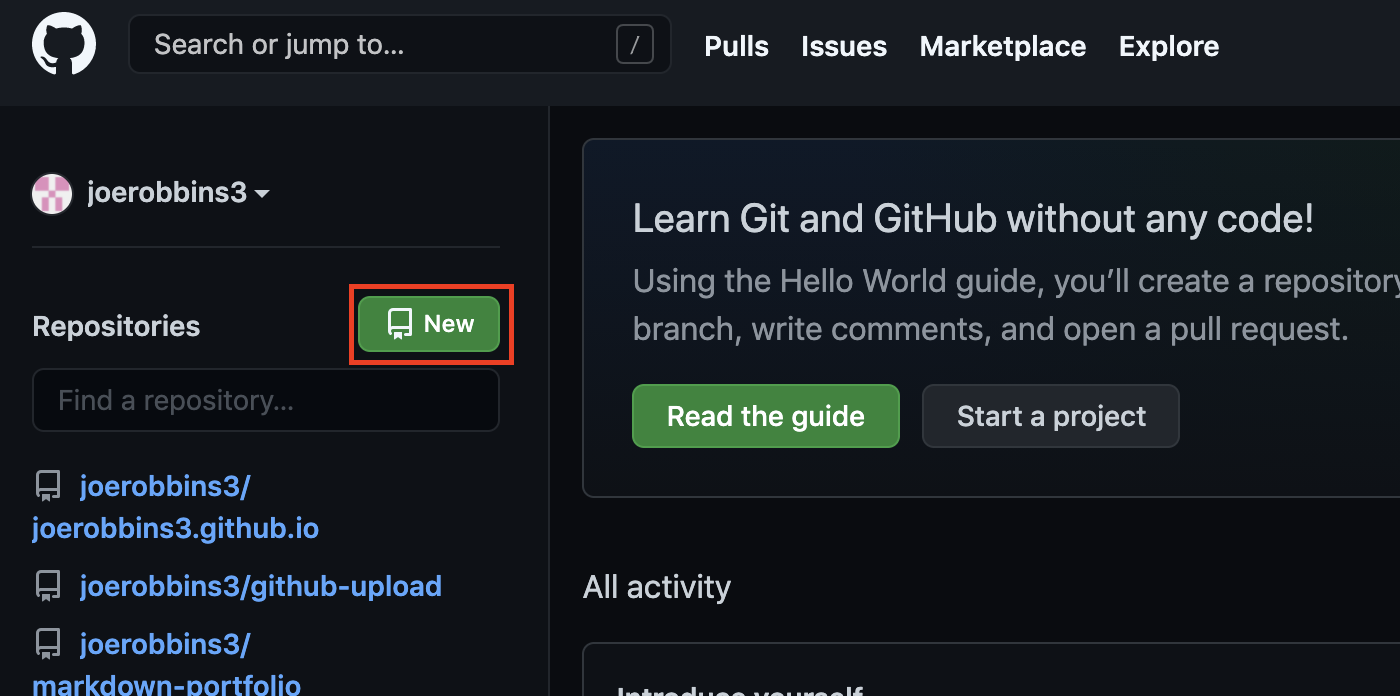 Search or jump to... /
Pulls Issues Marketplace Explore
joerobbins3
Repositories
New
Find a repository...
joerobbins3/
joerobbins3.github.io
joerobbins3/github-upload
joerobbins3/
markdown-portfolio
Learn Git and GitHub without any code!
Using the Hello World guide, you’ll create a repository
branch, write comments, and open a pull request.
Read the guide
Start a project
All activity
Introduce yourself